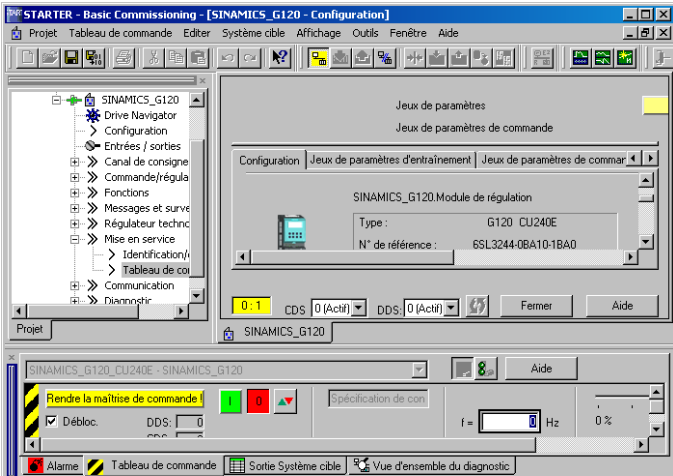 STARTER - Basic Commissioning - [SINAMICS_G120 - Configuration]
Projet Tableau de commande Editer Système cible Affichage Outils Fenêtre Aide
SINAMICS_G120
Drive Navigator
Configuration
Entrées / sorties
Canal de consigne
Commande/régula
Fonctions
Messages et surve
Régulateur techno
Mise en service
Identification/
Tableau de co
Communication
Diagnostic
Projet
Jeux de paramètres
Jeux de paramètres de commande
Configuration Jeux de paramètres d'entraînement Jeux de paramètres de commar
SINAMICS_G120.Module de régulation
Type : G120 CU240E
N° de référence : 6SL3244-0BA10-1BA0
0 : 1 CDS 0 (Actif) DDS: 0 (Actif) Fermer Aide
SINAMICS_G120
SINAMICS_G120_CU240E - SINAMICS_G120 Aide
Rendre la maîtrise de commande ! I 0 Spécification de con
Débloc. DDS: 0 f = 0 Hz 0 %
Alarme Tableau de commande Sortie Système cible Vue d'ensemble du diagnostic